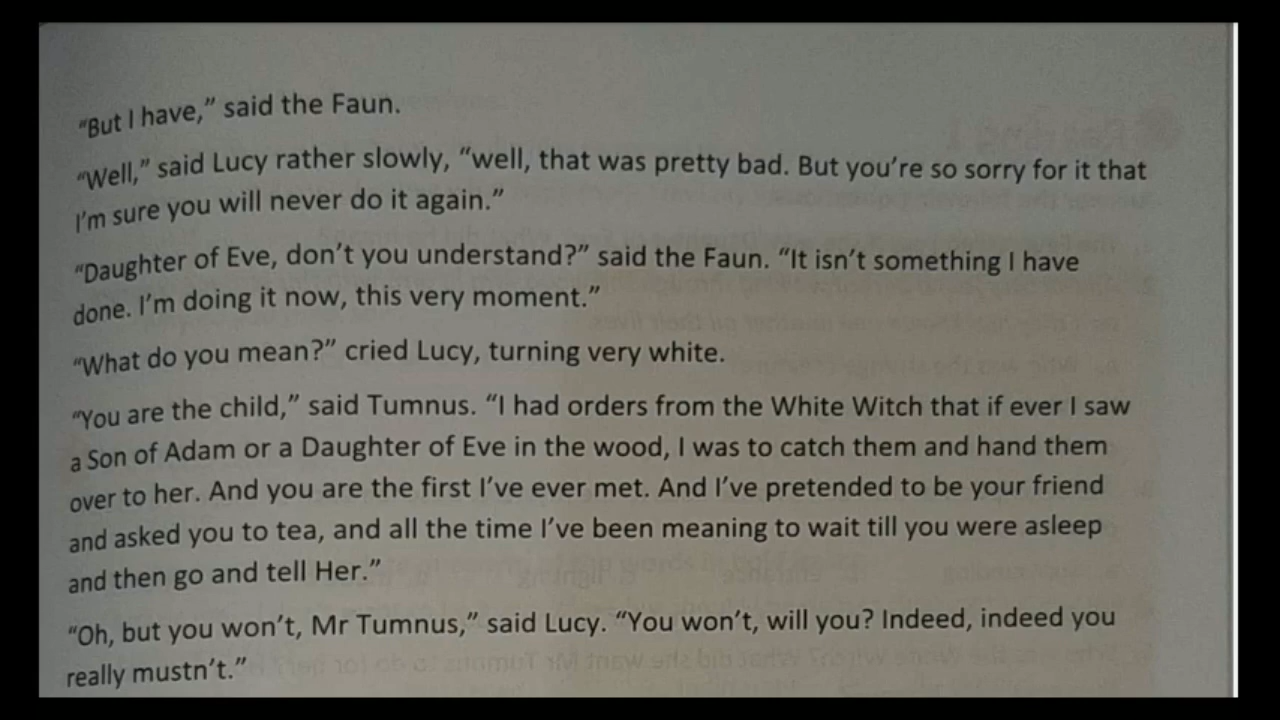 “But I have,” said the Faun.
“Well,” said Lucy rather slowly, “well, that was pretty bad. But you’re so sorry for it that
I’m sure you will never do it again.”
“Daughter of Eve, don’t you understand?” said the Faun. “It isn’t something I have
done. I’m doing it now, this very moment.”
“What do you mean?” cried Lucy, turning very white.
“You are the child,” said Tumnus. “I had orders from the White Witch that if ever I saw
a Son of Adam or a Daughter of Eve in the wood, I was to catch them and hand them
over to her. And you are the first I’ve ever met. And I’ve pretended to be your friend
and asked you to tea, and all the time I’ve been meaning to wait till you were asleep
and then go and tell Her.”
“Oh, but you won’t, Mr Tumnus,” said Lucy. “You won’t, will you? Indeed, indeed you
really mustn’t.”